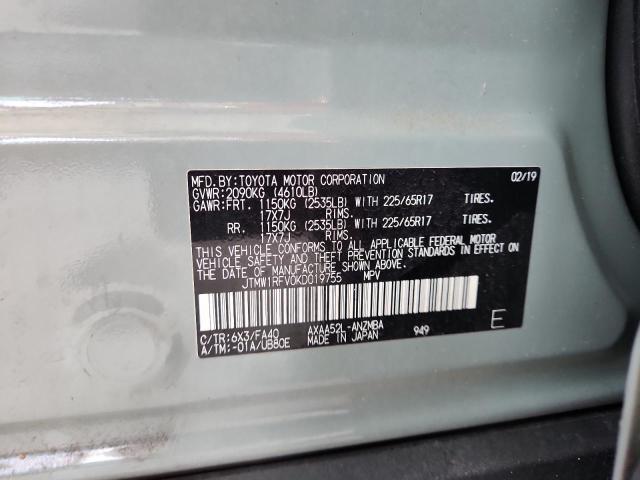 MFD.BY:TOYOTA MOTOR CORPORATION 02/19
GVWR:2090KG (4610LB)
GAWR:FRT. 1150KG (2535LB) WITH 225/65R17 TIRES.
17X7J RIMS.
RR. 1150KG (2535LB) WITH 225/65R17 TIRES.
17X7J RIMS.
THIS VEHICLE CONFORMS TO ALL APPLICABLE FEDERAL MOTOR
VEHICLE SAFETY AND THEFT PREVENTION STANDARDS IN EFFECT ON
THE DATE OF MANUFACTURE SHOWN ABOVE.
JTMW1RFV0KD019755 MPV
C/TR:6X3/FA40 AXAA52L-ANZMBA 949 E
A/TM:-01A/UB80E MADE IN JAPAN